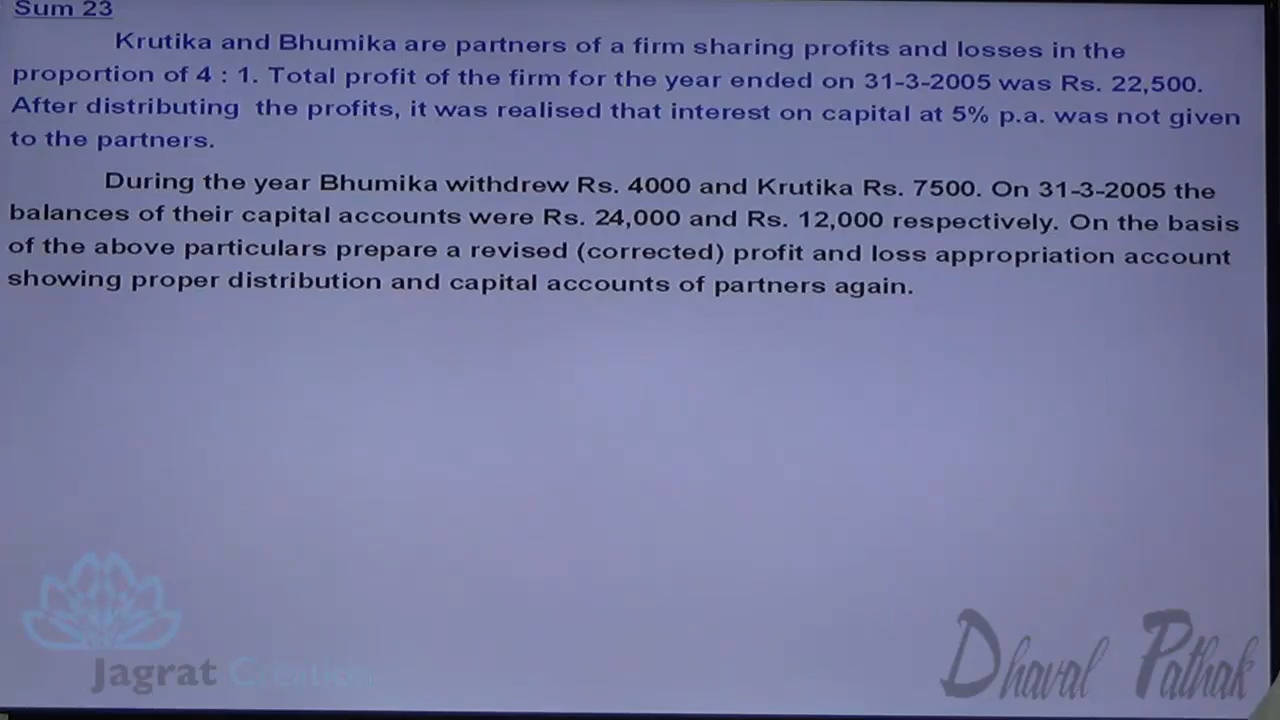 Sum 23
Krutika and Bhumika are partners of a firm sharing profits and losses in the
proportion of 4 : 1. Total profit of the firm for the year ended on 31-3-2005 was Rs. 22,500.
After distributing the profits, it was realised that interest on capital at 5% p.a. was not given
to the partners.
During the year Bhumika withdrew Rs. 4000 and Krutika Rs. 7500. On 31-3-2005 the
balances of their capital accounts were Rs. 24,000 and Rs. 12,000 respectively. On the basis
of the above particulars prepare a revised (corrected) profit and loss appropriation account
showing proper distribution and capital accounts of partners again.
Jagrat Creation
Dhaval Pathak